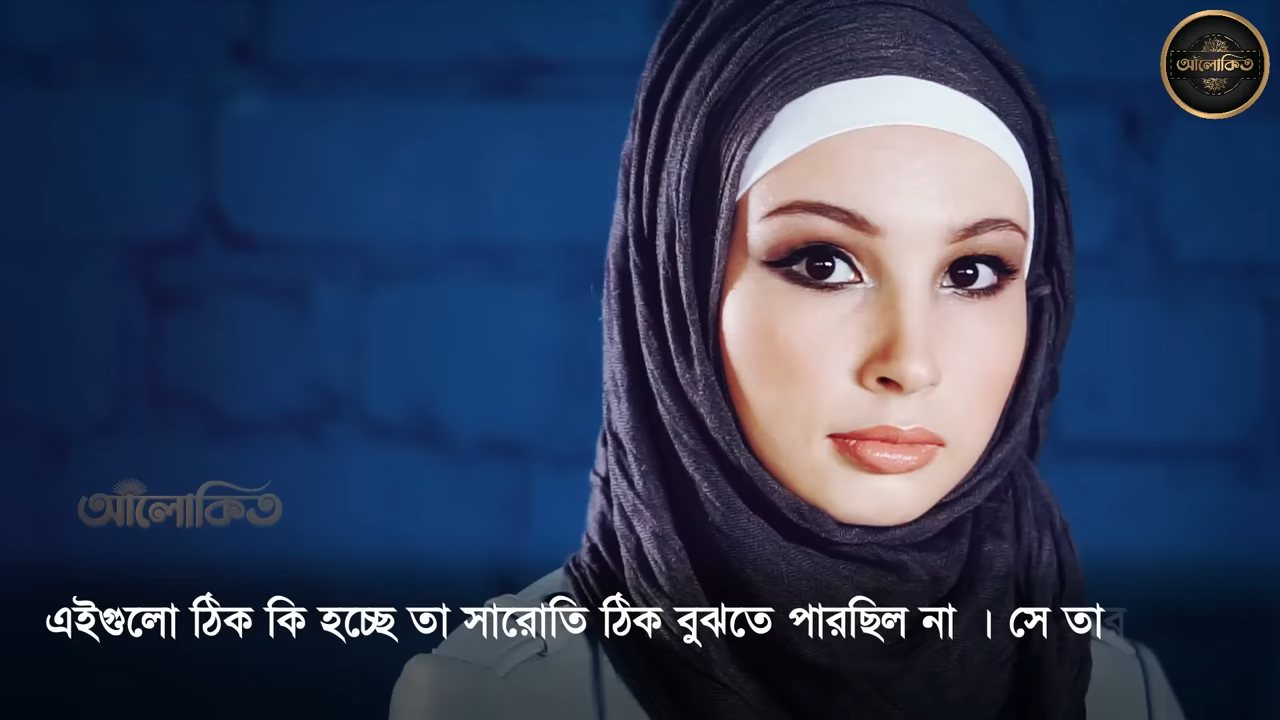 আলোকিত
আলোকিত
এইগুলো ঠিক কি হচ্ছে তা সারোতি ঠিক বুঝতে পারছিল না । সে তার